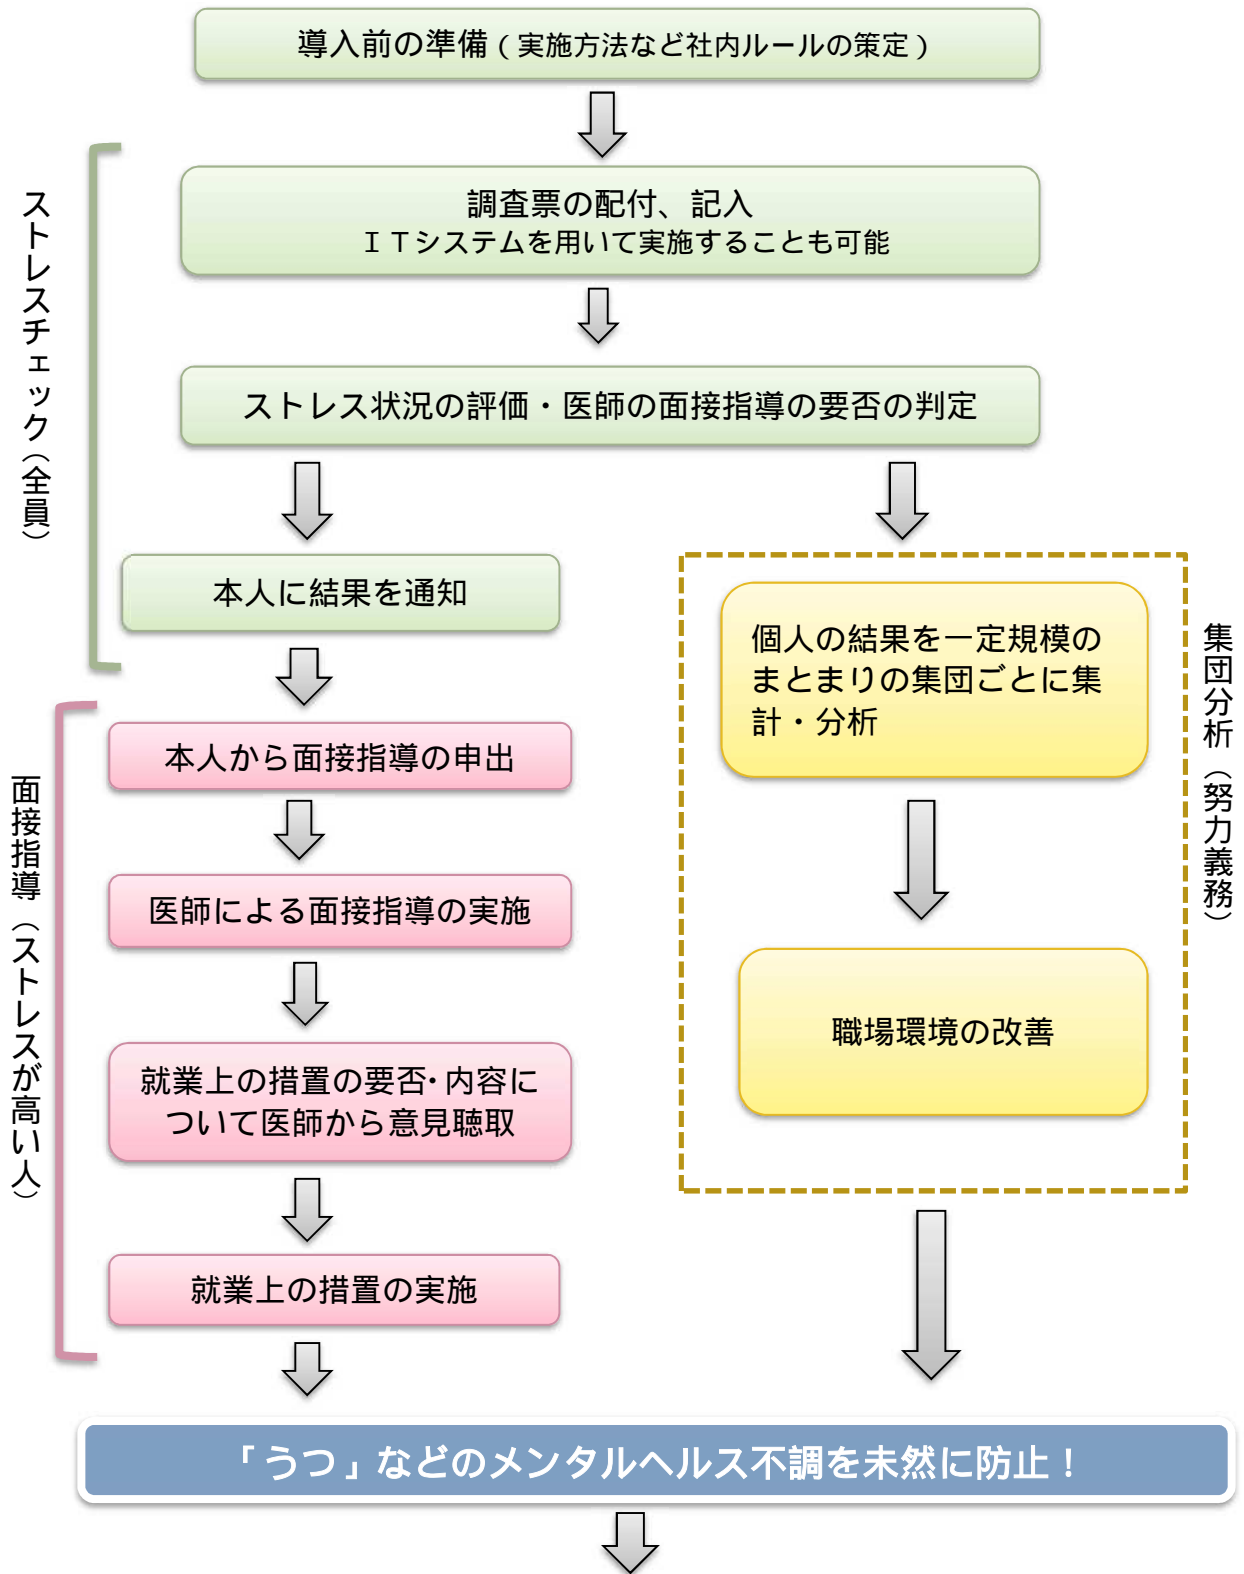 導入前の準備（実施方法など社内ルールの策定）
ストレスチェック（全員）
調査票の配付、記入
ＩＴシステムを用いて実施することも可能
ストレス状況の評価・医師の面接指導の要否の判定
本人に結果を通知
面接指導（ストレスが高い人）
本人から面接指導の申出
医師による面接指導の実施
就業上の措置の要否・内容に
ついて医師から意見聴取
就業上の措置の実施
個人の結果を一定規模の
まとまりの集団ごとに集
計・分析
職場環境の改善
集団分析（努力義務）
「うつ」などのメンタルヘルス不調を未然に防止！